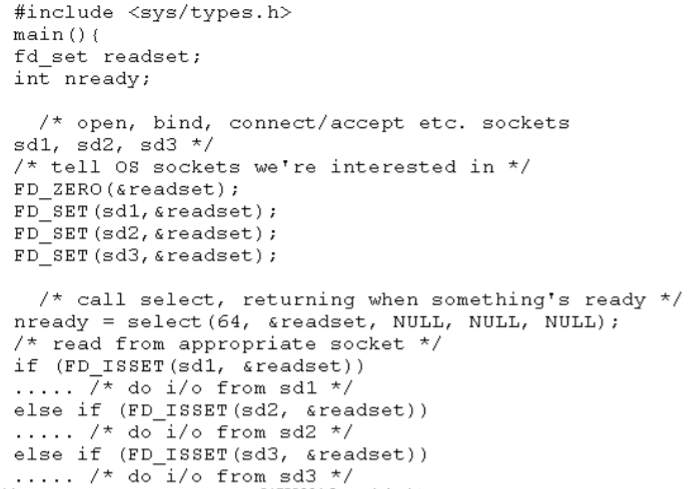 #include <sys/types.h>
main(){
fd_set readset;
int nready;
/* open, bind, connect/accept etc. sockets
sd1, sd2, sd3 */
/* tell OS sockets we're interested in */
FD_ZERO(&readset);
FD_SET(sd1,&readset);
FD_SET(sd2,&readset);
FD_SET(sd3,&readset);
/* call select, returning when something's ready */
nready = select(64, &readset, NULL, NULL, NULL);
/* read from appropriate socket */
if (FD_ISSET(sd1, &readset))
..... /* do i/o from sd1 */
else if (FD_ISSET(sd2, &readset))
..... /* do i/o from sd2 */
else if (FD_ISSET(sd3, &readset))
..... /* do i/o from sd3 */